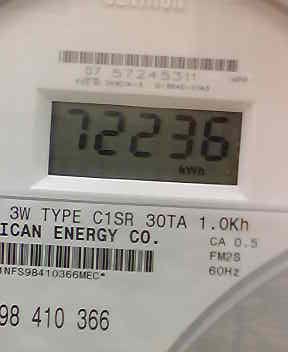 57 57245311
72236
kWh
3W TYPE C1SR 30TA 1.0Kh
ICAN ENERGY CO.
CA 0.5
FM2S
60Hz
1NFS98410366MEC*
98 410 366